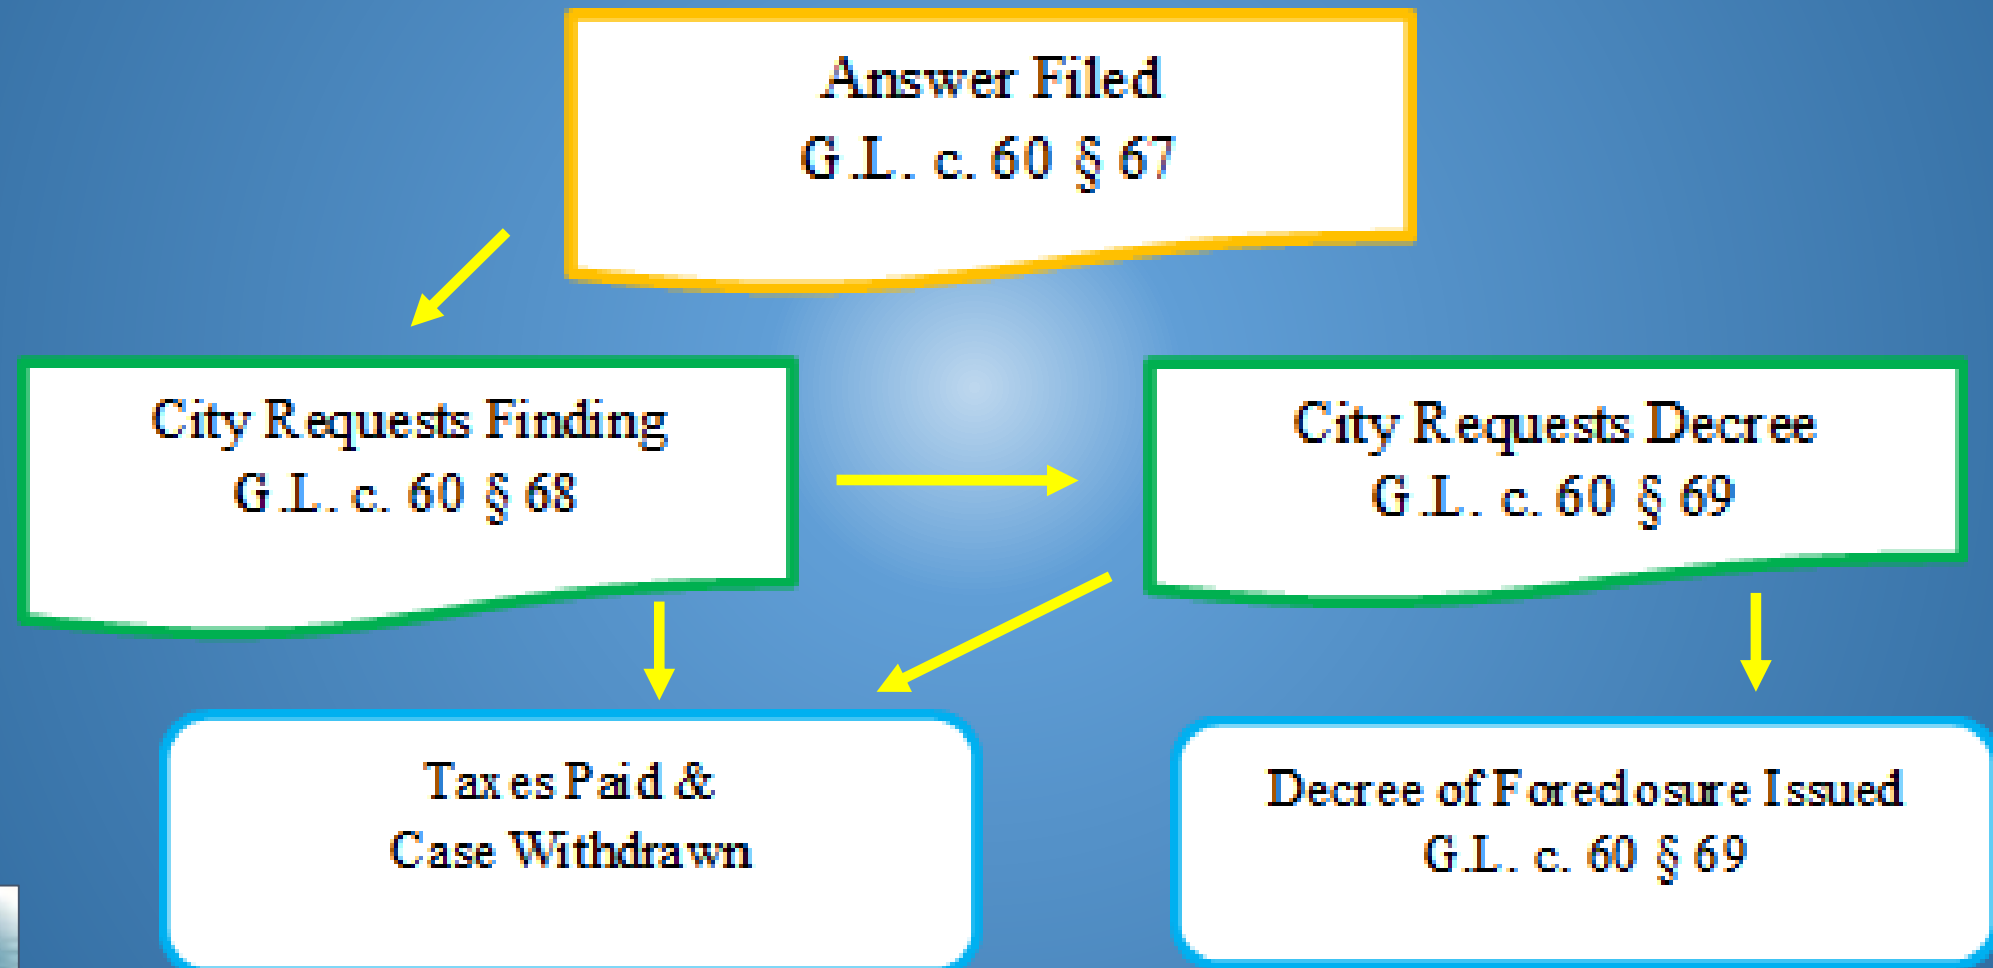 Answer Filed
G.L. c. 60 § 67
City Requests Finding
G.L. c. 60 § 68
City Requests Decree
G.L. c. 60 § 69
Taxes Paid &
Case Withdrawn
Decree of Foreclosure Issued
G.L. c. 60 § 69